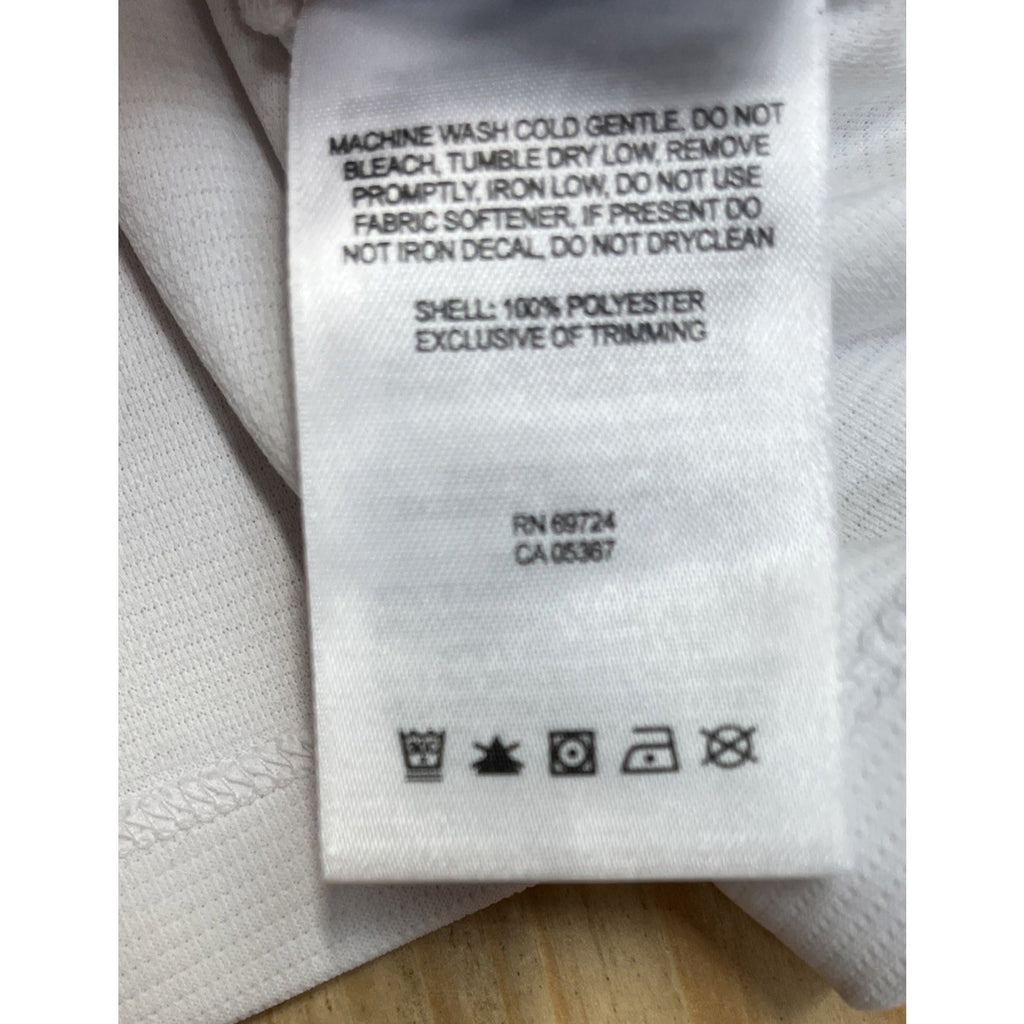 MACHINE WASH COLD GENTLE, DO NOT
BLEACH, TUMBLE DRY LOW, REMOVE
PROMPTLY, IRON LOW, DO NOT USE
FABRIC SOFTENER, IF PRESENT DO
NOT IRON DECAL, DO NOT DRYCLEAN
SHELL: 100% POLYESTER
EXCLUSIVE OF TRIMMING
RN 69724
CA 05367
30C